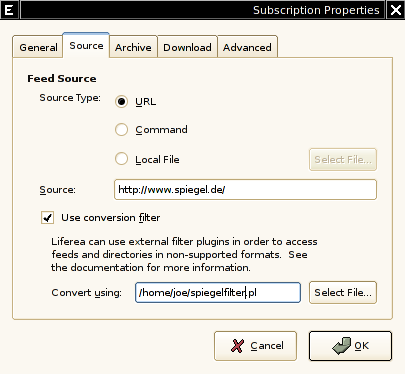 E Subscription Properties X
General Source Archive Download Advanced
Feed Source
Source Type: URL
Command
Local File Select File...
Source: http://www.spiegel.de/
Use conversion filter
Liferea can use external filter plugins in order to access
feeds and directories in non-supported formats. See
the documentation for more information.
Convert using: /home/joe/spiegelfilter.pl Select File...
Cancel OK